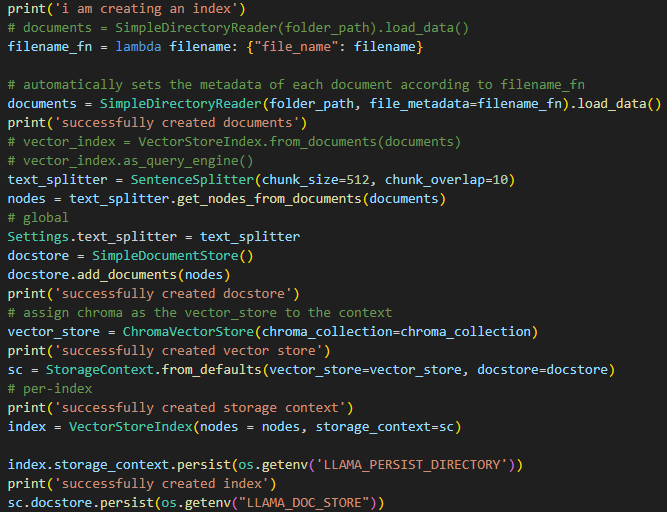 print('i am creating an index')
# documents = SimpleDirectoryReader(folder_path).load_data()
filename_fn = lambda filename: {"file_name": filename}
# automatically sets the metadata of each document according to filename_fn
documents = SimpleDirectoryReader(folder_path, file_metadata=filename_fn).load_data()
print('successfully created documents')
# vector_index = VectorStoreIndex.from_documents(documents)
# vector_index.as_query_engine()
text_splitter = SentenceSplitter(chunk_size=512, chunk_overlap=10)
nodes = text_splitter.get_nodes_from_documents(documents)
# global
Settings.text_splitter = text_splitter
docstore = SimpleDocumentStore()
docstore.add_documents(nodes)
print('successfully created docstore')
# assign chroma as the vector_store to the context
vector_store = ChromaVectorStore(chroma_collection=chroma_collection)
print('successfully created vector store')
sc = StorageContext.from_defaults(vector_store=vector_store, docstore=docstore)
# per-index
print('successfully created storage context')
index = VectorStoreIndex(nodes = nodes, storage_context=sc)
index.storage_context.persist(os.getenv('LLAMA_PERSIST_DIRECTORY'))
print('successfully created index')
sc.docstore.persist(os.getenv("LLAMA_DOC_STORE"))